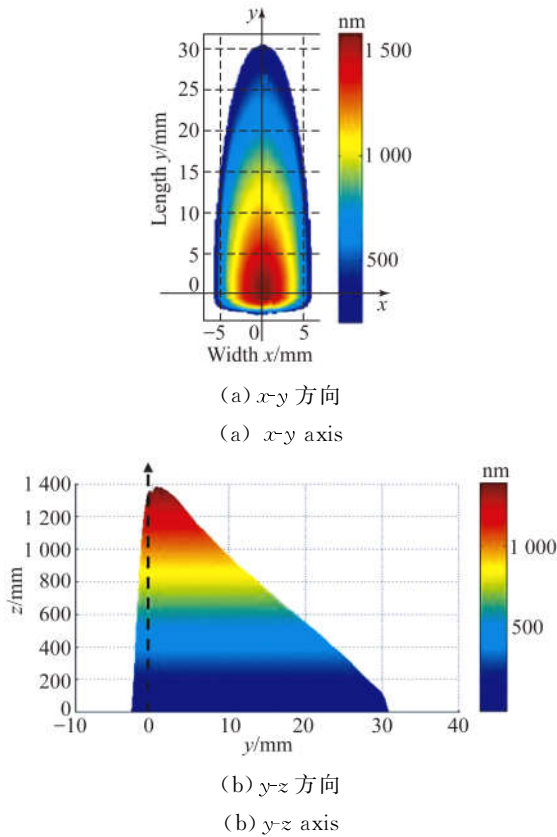 y
nm
30
25
20
15
10
5
0
Length y/mm
1 500
1 000
500
x
−5 0 5
Width x/mm
(a) x-y 方向
(a) x-y axis
nm
1 400
1 200
1 000
800
600
400
200
0
z/mm
1 000
500
−10 0 10 20 30 40
y/mm
(b) y-z 方向
(b) y-z axis